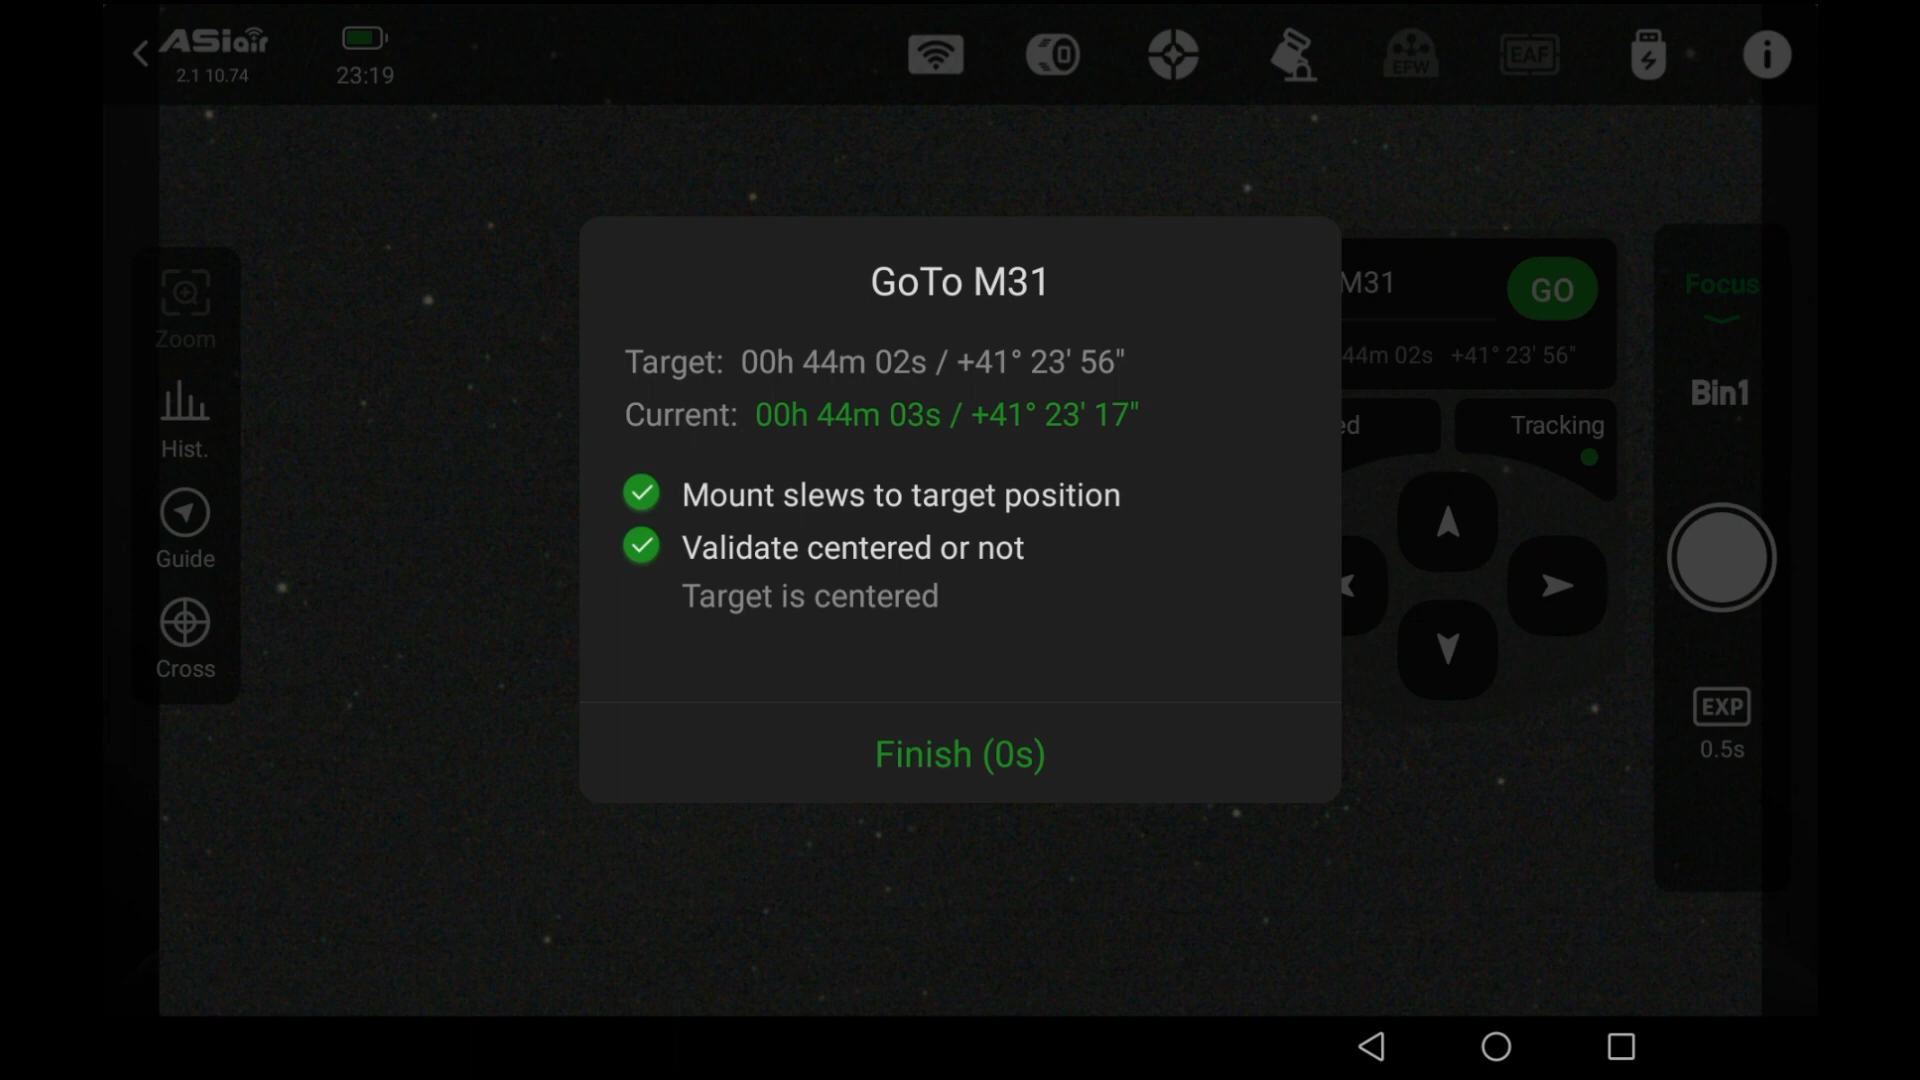 ASiair
2.1 10.74
23:19
EFW
EAF
Zoom
Hist.
Guide
Cross
GoTo M31
Target: 00h 44m 02s / +41° 23' 56"
Current: 00h 44m 03s / +41° 23' 17"
Mount slews to target position
Validate centered or not
Target is centered
Finish (0s)
M31
GO
44m 02s +41° 23' 56"
ed
Tracking
Focus
Bin1
EXP
0.5s